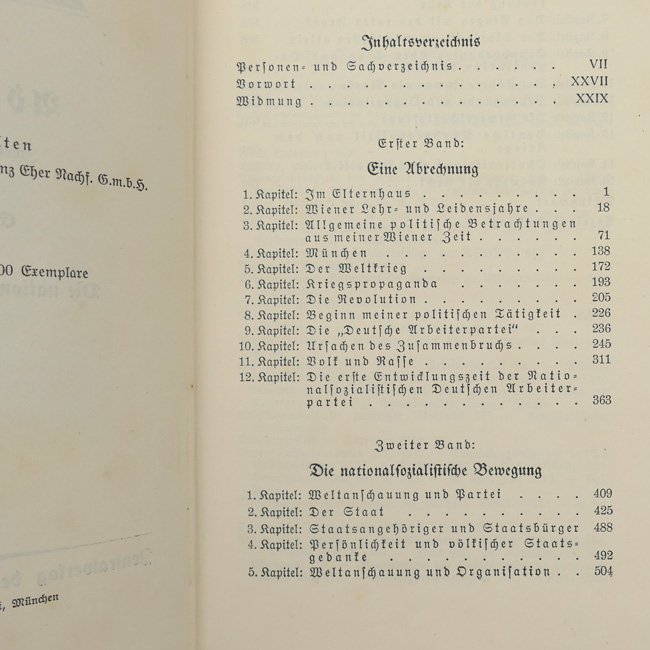 lten
nz Eher Nachf. G.m.b.H.
00 Exemplare
, München
Inhaltsverzeichnis
Personen- und Sachverzeichnis . . . . . . VII
Vorwort . . . . . . . . . . . . . XXVII
Widmung . . . . . . . . . . . . . XXIX
Erster Band:
Eine Abrechnung
1. Kapitel: Im Elternhaus . . . . . . . . . 1
2. Kapitel: Wiener Lehr- und Leidensjahre . . . 18
3. Kapitel: Allgemeine politische Betrachtungen
aus meiner Wiener Zeit . . . . . 71
4. Kapitel: München . . . . . . . . . . 138
5. Kapitel: Der Weltkrieg . . . . . . . . 172
6. Kapitel: Kriegspropaganda . . . . . . . 193
7. Kapitel: Die Revolution . . . . . . . . 205
8. Kapitel: Beginn meiner politischen Tätigkeit . 226
9. Kapitel: Die „Deutsche Arbeiterpartei“ . . . 236
10. Kapitel: Ursachen des Zusammenbruchs . . . 245
11. Kapitel: Volk und Rasse . . . . . . . . 311
12. Kapitel: Die erste Entwicklungszeit der Natio-
nalsozialistischen Deutschen Arbeiter-
partei . . . . . . . . . . . 363
Zweiter Band:
Die nationalsozialistische Bewegung
1. Kapitel: Weltanschauung und Partei . . . . 409
2. Kapitel: Der Staat . . . . . . . . . 425
3. Kapitel: Staatsangehöriger und Staatsbürger 488
4. Kapitel: Persönlichkeit und völkischer Staats-
gedanke . . . . . . . . . . . 492
5. Kapitel: Weltanschauung und Organisation . . 504